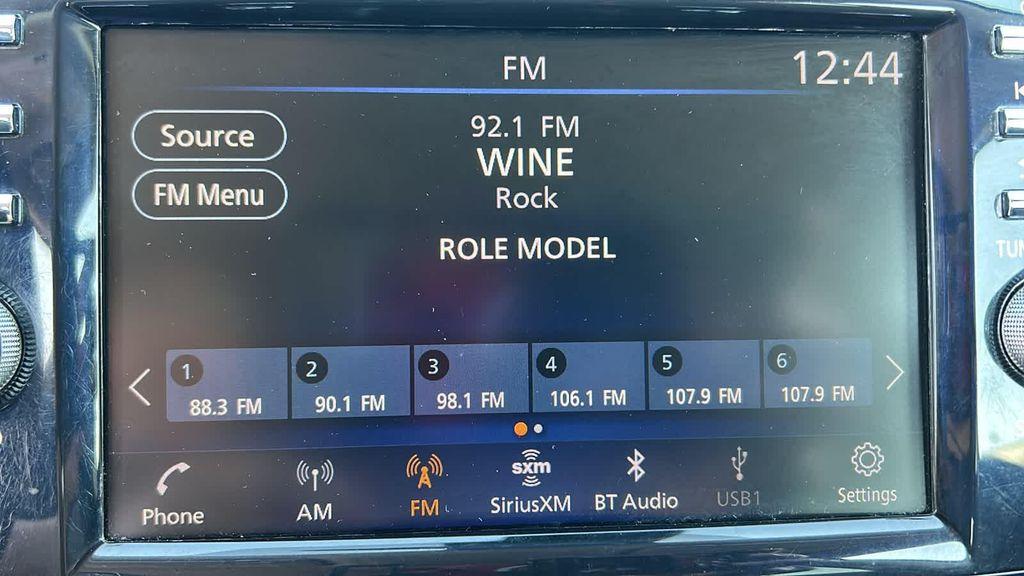 FM
12:44
Source
92.1 FM
WINE
FM Menu
Rock
ROLE MODEL
1
2
3
4
5
6
88.3 FM
90.1 FM
98.1 FM
106.1 FM
107.9 FM
107.9 FM
Phone
AM
FM
sxm
SiriusXM
BT Audio
USB1
Settings
TUN